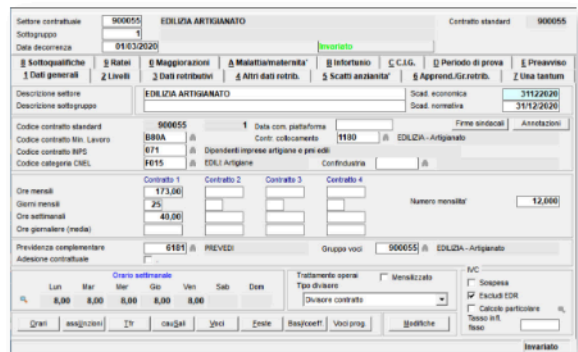 Settore contrattuale 900055 EDILIZIA ARTIGIANATO Contratto standard 900055
Sottogruppo 1
Data decorrenza 01/03/2020 Invariato
8 Sottoqualifiche 9 Ratei 0 Maggiorazioni A Malattia/maternita' B Infortunio C C.I.G. D Periodo di prova E Preavviso
1 Dati generali 2 Livelli 3 Dati retributivi 4 Altri dati retrib. 5 Scatti anzianita' 6 Apprend./Gr.retrib. 7 Una tantum
Descrizione settore EDILIZIA ARTIGIANATO Scad. economica 31122020
Descrizione sottogruppo Scad. normativa 31/12/2020
Codice contratto standard 900055 1 Data com. piattaforma Firme sindacali Annotazioni
Codice contratto Min. Lavoro B80A Contr. collocamento 1180 EDILIZIA - Artigianato
Codice contratto INPS 071 Dipendenti imprese artigiane e pmi edili
Codice categoria CNEL F015 EDILI: Artigiane Confindustria
Contratto 1 Contratto 2 Contratto 3 Contratto 4
Ore mensili 173,00
Giorni mensili 25 Numero mensilita' 12,000
Ore settimanali 40,00
Ore giornaliere (media)
Previdenza complementare 6181 PREVEDI Gruppo voci 900055 EDILIZIA - Artigianato
Adesione contrattuale
Orario settimanale Trattamento operai Mensilizzato IVC
Lun Mar Mer Gio Ven Sab Dom Tipo divisore Sospesa
8,00 8,00 8,00 8,00 8,00 Divisore contratto Escludi EDR
Calcolo particolare
Orari assenzioni Tfr cauSali Voci Feste Basi/coeff. Voci prog. Modifiche Tasso infl. fisso
Invariato